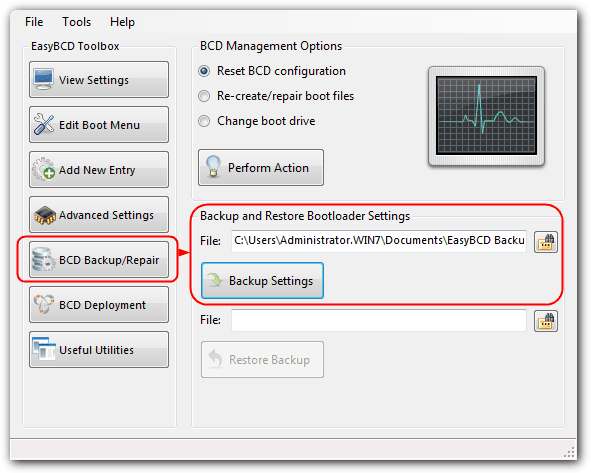 File Tools Help
EasyBCD Toolbox
View Settings
Edit Boot Menu
Add New Entry
Advanced Settings
BCD Backup/Repair
BCD Deployment
Useful Utilities
BCD Management Options
Reset BCD configuration
Re-create/repair boot files
Change boot drive
Perform Action
Backup and Restore Bootloader Settings
File: C:\Users\Administrator.WIN7\Documents\EasyBCD Backu
Backup Settings
File:
Restore Backup